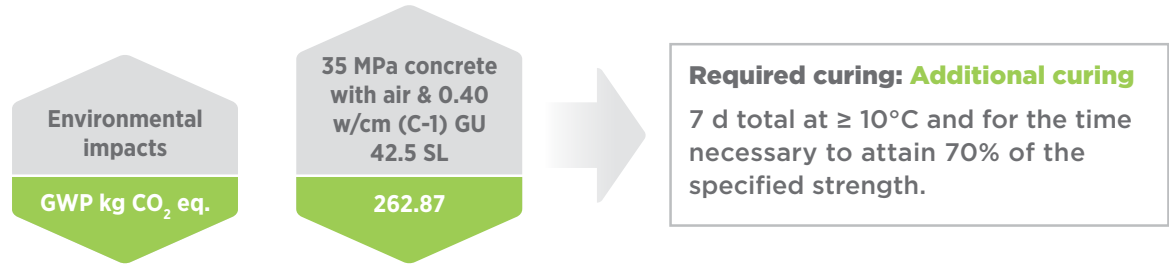 Environmental
impacts
GWP kg CO₂ eq.
35 MPa concrete
with air & 0.40
w/cm (C-1) GU
42.5 SL
262.87
Required curing: Additional curing
7 d total at ≥ 10°C and for the time
necessary to attain 70% of the
specified strength.